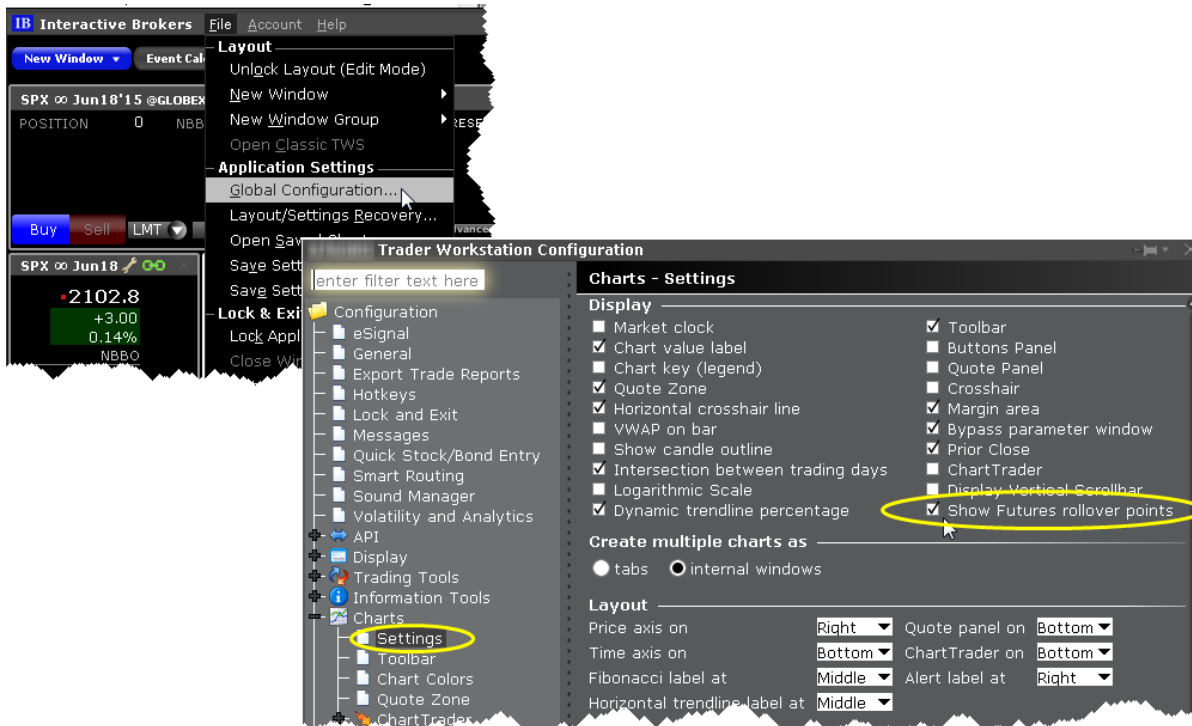 IB Interactive Brokers File Account Help
New Window Event Cal
SPX ∞ Jun18'15 @GLOBEX
POSITION 0 NBB
Buy Sell LMT
SPX ∞ Jun18
2102.8
+3.00
0.14%
NBBO
Layout
Unlock Layout (Edit Mode)
New Window
New Window Group
Open Classic TWS
Application Settings
Global Configuration...
Layout/Settings Recovery...
Open Sav
Save Sett
Save Sett
Lock & Exi
Lock Appl
Close Wi
Trader Workstation Configuration
enter filter text here
Configuration
eSignal
General
Export Trade Reports
Hotkeys
Lock and Exit
Messages
Quick Stock/Bond Entry
Smart Routing
Sound Manager
Volatility and Analytics
API
Display
Trading Tools
Information Tools
Charts
Settings
Toolbar
Chart Colors
Quote Zone
ChartTrader
Charts - Settings
Display
Market clock
Chart value label
Chart key (legend)
Quote Zone
Horizontal crosshair line
VWAP on bar
Show candle outline
Intersection between trading days
Logarithmic Scale
Dynamic trendline percentage
Toolbar
Buttons Panel
Quote Panel
Crosshair
Margin area
Bypass parameter window
Prior Close
ChartTrader
Display Vertical Scrollbar
Show Futures rollover points
Create multiple charts as
tabs internal windows
Layout
Price axis on Right Quote panel on Bottom
Time axis on Bottom ChartTrader on Bottom
Fibonacci label at Middle Alert label at Right
Horizontal trendline label at Middle